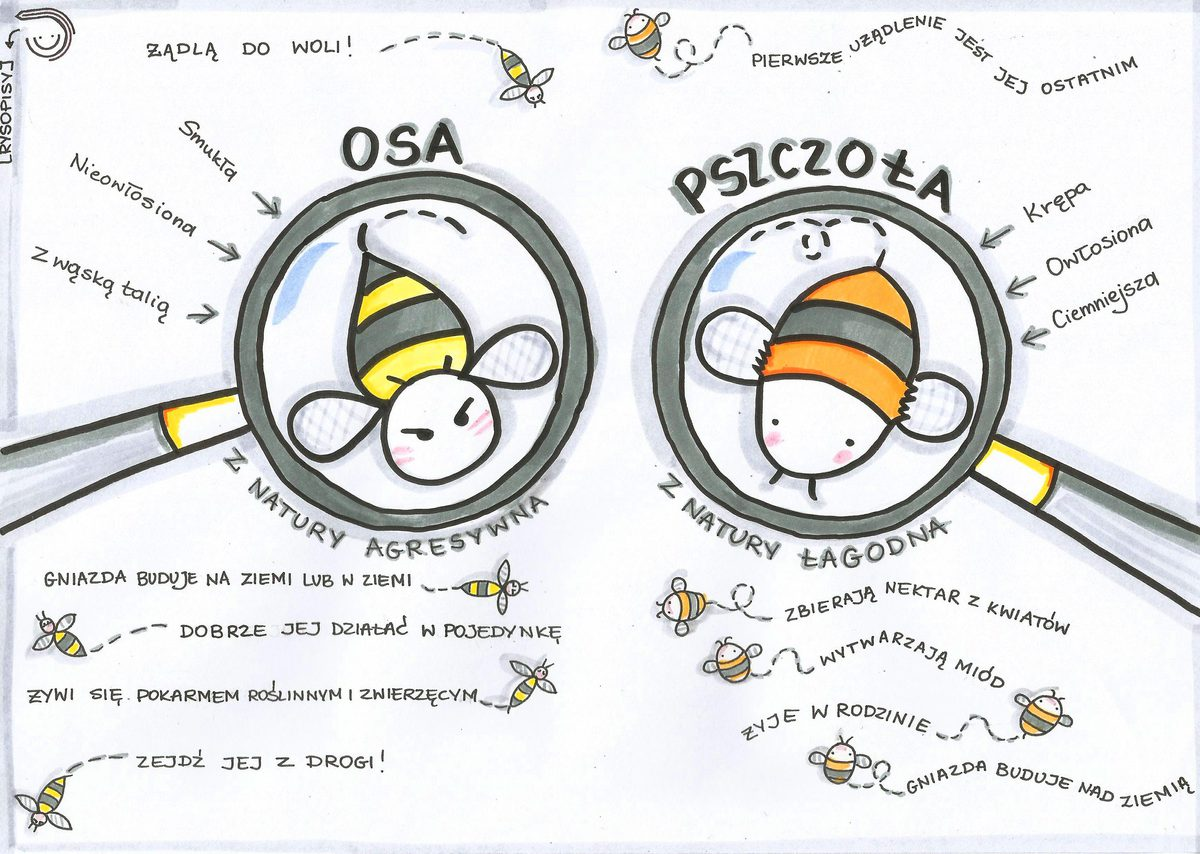 [RYSOPISY]
ŻĄDLĄ DO WOLI!
OSA
Smukła
Nieowłosiona
Z wąską talią
Z NATURY AGRESYWNA
GNIAZDA BUDUJE NA ZIEMI LUB W ZIEMI
DOBRZE JEJ DZIAŁAĆ W POJEDYNKĘ
ŻYWI SIĘ POKARMEM ROŚLINNYM I ZWIERZĘCYM
ZEJDŹ JEJ Z DROGI!
PIERWSZE UŻĄDLENIE JEST JEJ OSTATNIM
PSZCZOŁA
Krępa
Owłosiona
Ciemniejsza
Z NATURY ŁAGODNA
ZBIERAJĄ NEKTAR Z KWIATÓW
WYTWARZAJĄ MIÓD
ŻYJE W RODZINIE
GNIAZDA BUDUJE NAD ZIEMIĄ